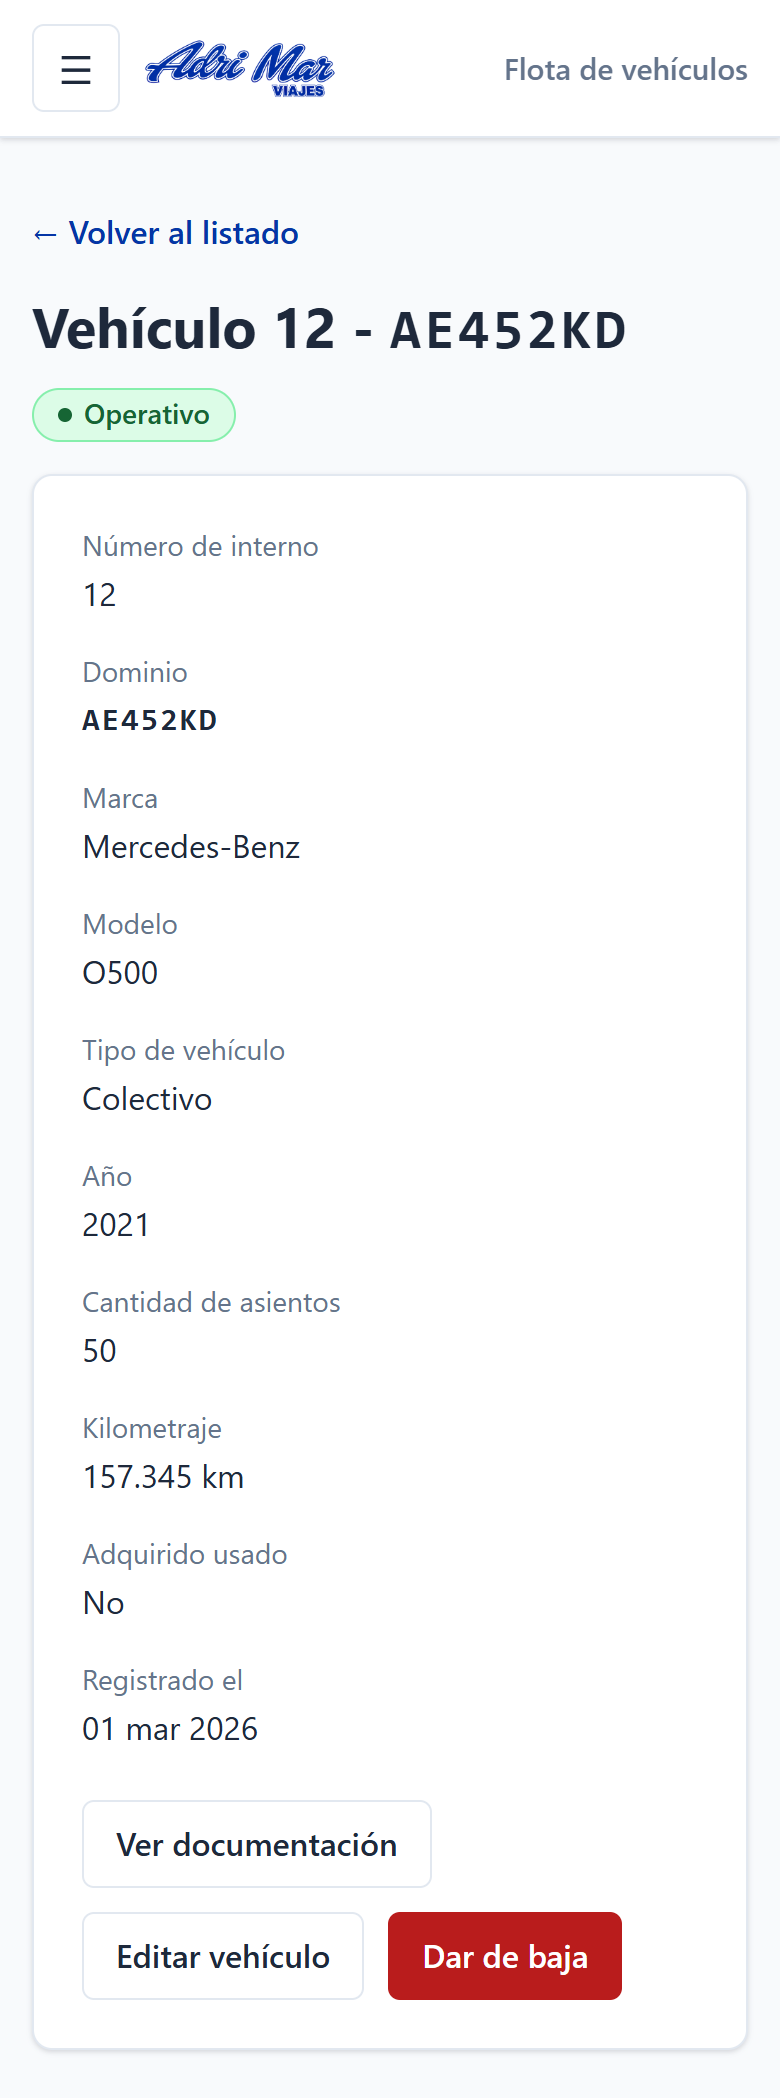 ☰
Adri Mar
VIAJES
Flota de vehículos
← Volver al listado
Vehículo 12 - AE452KD
Operativo
Número de interno
12
Dominio
AE452KD
Marca
Mercedes-Benz
Modelo
O500
Tipo de vehículo
Colectivo
Año
2021
Cantidad de asientos
50
Kilometraje
157.345 km
Adquirido usado
No
Registrado el
01 mar 2026
Ver documentación
Editar vehículo
Dar de baja